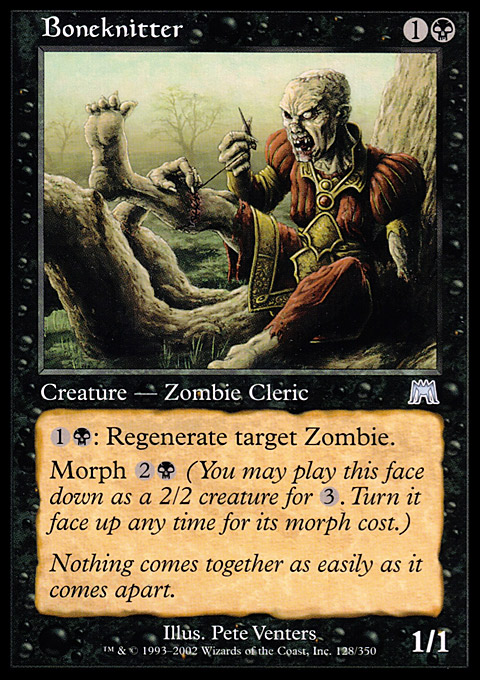 Boneknitter 1
Creature — Zombie Cleric
1: Regenerate target Zombie.
Morph 2 (You may play this face
down as a 2/2 creature for 3. Turn it
face up any time for its morph cost.)
Nothing comes together as easily as it
comes apart.
Illus. Pete Venters
™ & © 1993–2002 Wizards of the Coast, Inc. 128/350
1/1